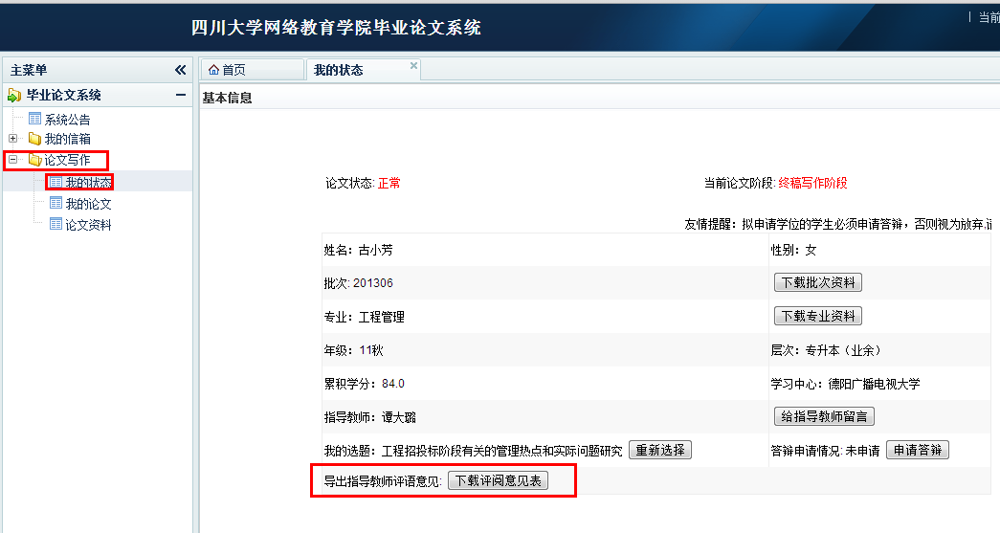 四川大学网络教育学院毕业论文系统
当前
主菜单
首页
我的状态
毕业论文系统
基本信息
系统公告
我的信箱
论文写作
我的状态
我的论文
论文资料
论文状态: 正常
当前论文阶段: 终稿写作阶段
友情提醒：拟申请学位的学生必须申请答辩，否则视为放弃,
姓名：古小芳
性别：女
批次: 201306
下载批次资料
专业：工程管理
下载专业资料
年级：11秋
层次：专升本（业余）
累积学分：84.0
学习中心：德阳广播电视大学
指导教师：谭大璐
给指导教师留言
我的选题：工程招投标阶段有关的管理热点和实际问题研究 重新选择
答辩申请情况: 未申请 申请答辩
导出指导教师评语意见: 下载评阅意见表